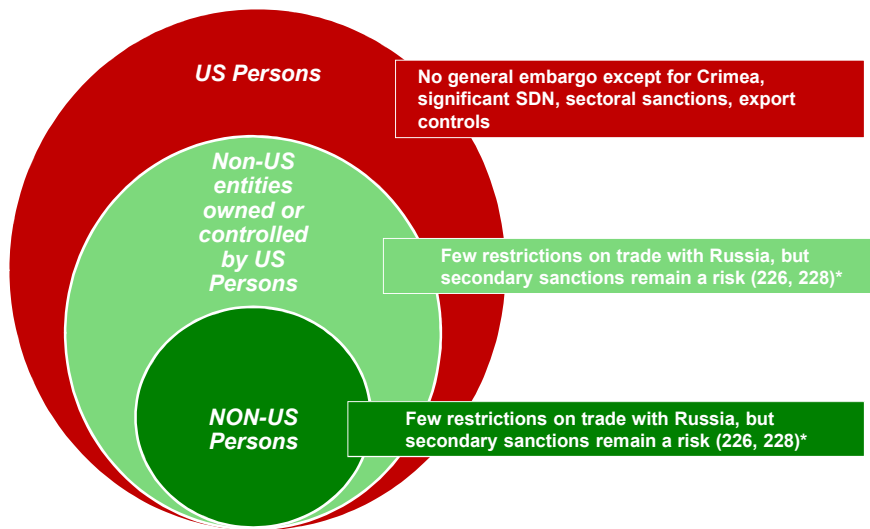 US Persons
No general embargo except for Crimea,
significant SDN, sectoral sanctions, export
controls
Non-US
entities
owned or
controlled
by US
Persons
Few restrictions on trade with Russia, but
secondary sanctions remain a risk (226, 228)*
NON-US
Persons
Few restrictions on trade with Russia, but
secondary sanctions remain a risk (226, 228)*